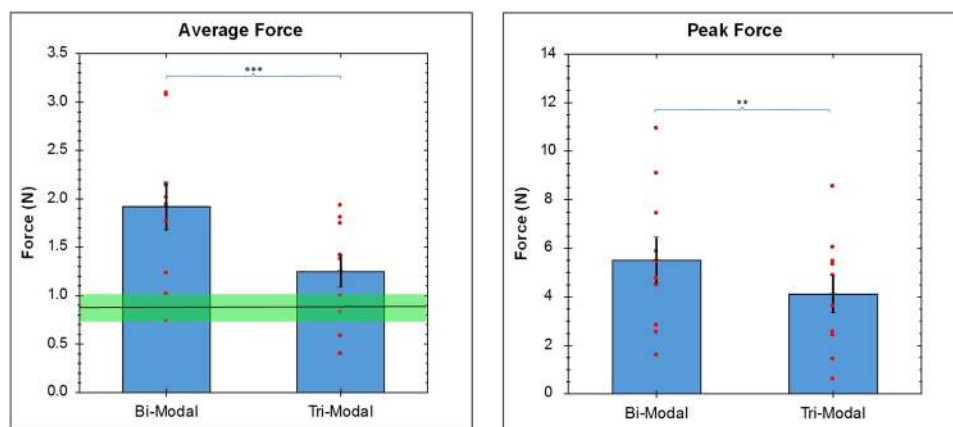 Average Force
Force (N)
3.5
3.0
2.5
2.0
1.5
1.0
0.5
0.0
***
Bi-Modal
Tri-Modal
Peak Force
Force (N)
14
12
10
8
6
4
2
0
**
Bi-Modal
Tri-Modal